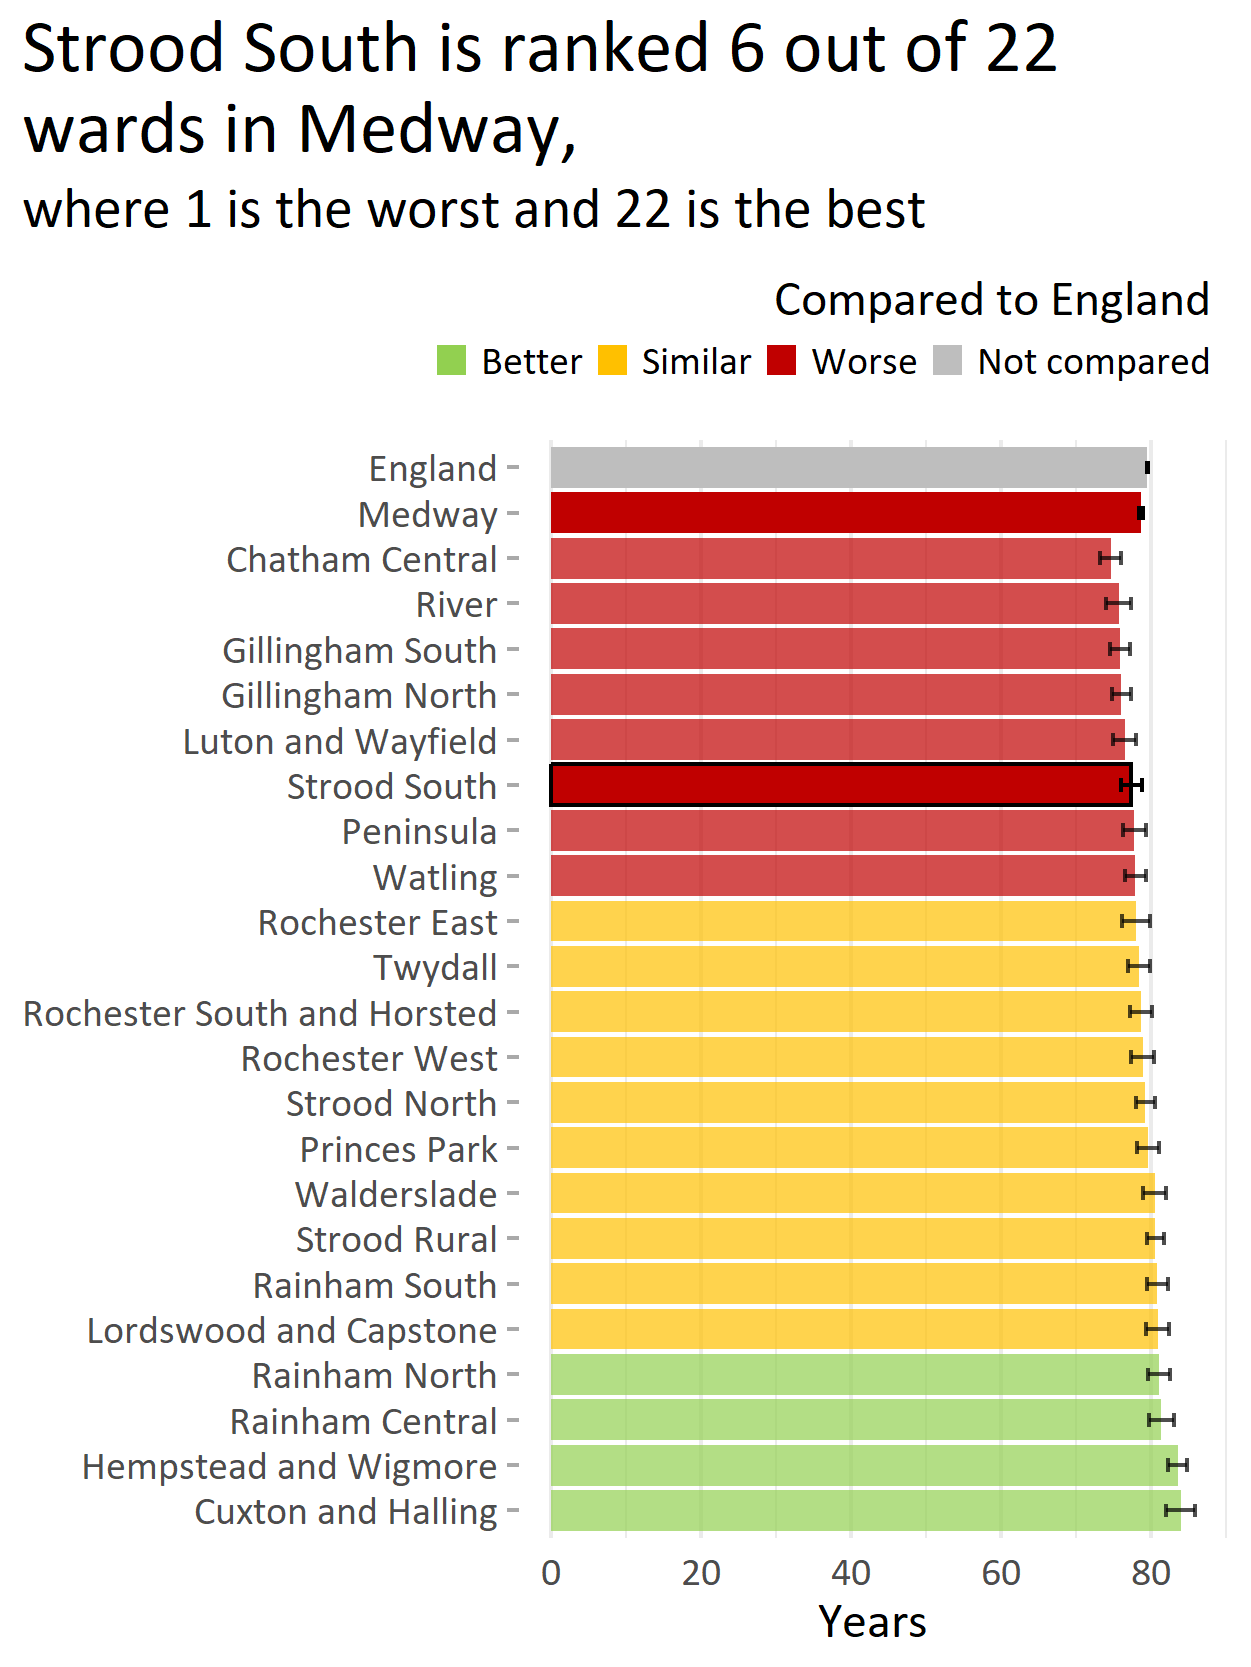 Strood South is ranked 6 out of 22
wards in Medway,
where 1 is the worst and 22 is the best
Compared to England
Better Similar Worse Not compared
England
Medway
Chatham Central
River
Gillingham South
Gillingham North
Luton and Wayfield
Strood South
Peninsula
Watling
Rochester East
Twydall
Rochester South and Horsted
Rochester West
Strood North
Princes Park
Walderslade
Strood Rural
Rainham South
Lordswood and Capstone
Rainham North
Rainham Central
Hempstead and Wigmore
Cuxton and Halling
0 20 40 60 80
Years